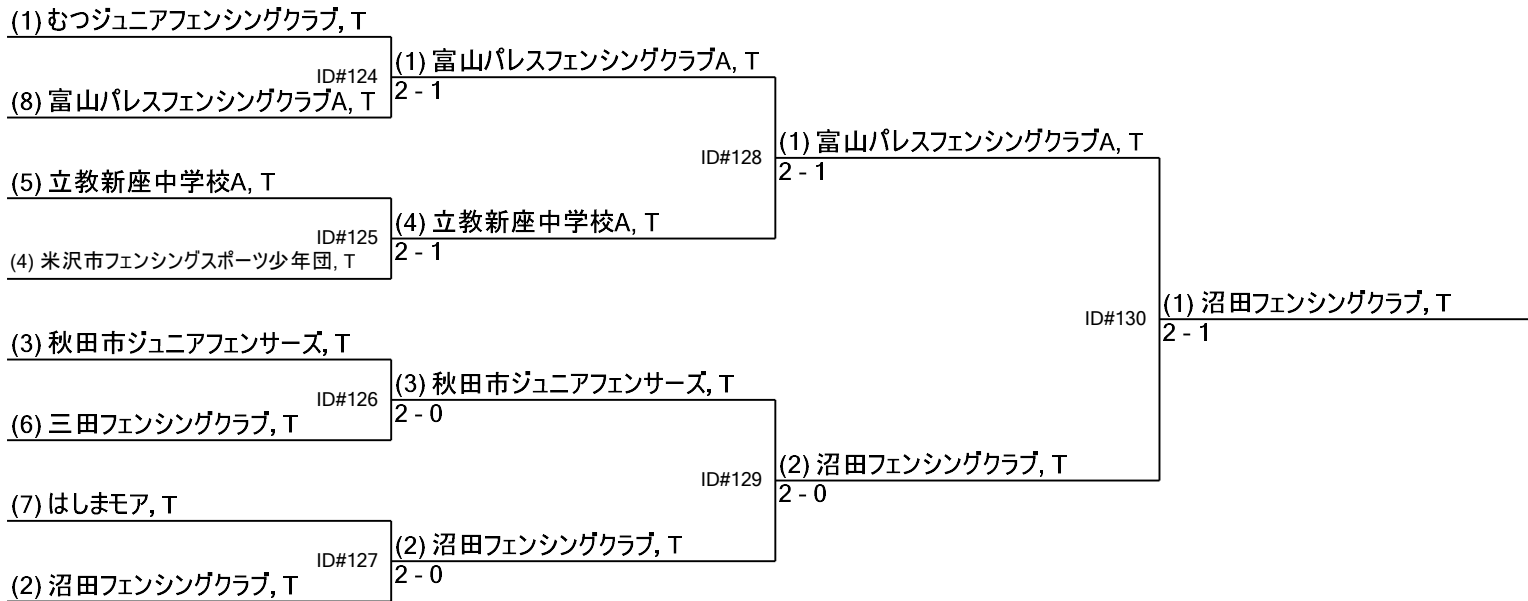 (1) むつジュニアフェンシングクラブ, T
ID#124
(1) 富山パレスフェンシングクラブA, T
2 - 1
(8) 富山パレスフェンシングクラブA, T
ID#128
(1) 富山パレスフェンシングクラブA, T
2 - 1
(5) 立教新座中学校A, T
ID#125
(4) 立教新座中学校A, T
2 - 1
(4) 米沢市フェンシングスポーツ少年団, T
ID#130
(1) 沼田フェンシングクラブ, T
2 - 1
(3) 秋田市ジュニアフェンサーズ, T
ID#126
(3) 秋田市ジュニアフェンサーズ, T
2 - 0
(6) 三田フェンシングクラブ, T
ID#129
(2) 沼田フェンシングクラブ, T
2 - 0
(7) はしまモア, T
ID#127
(2) 沼田フェンシングクラブ, T
2 - 0
(2) 沼田フェンシングクラブ, T